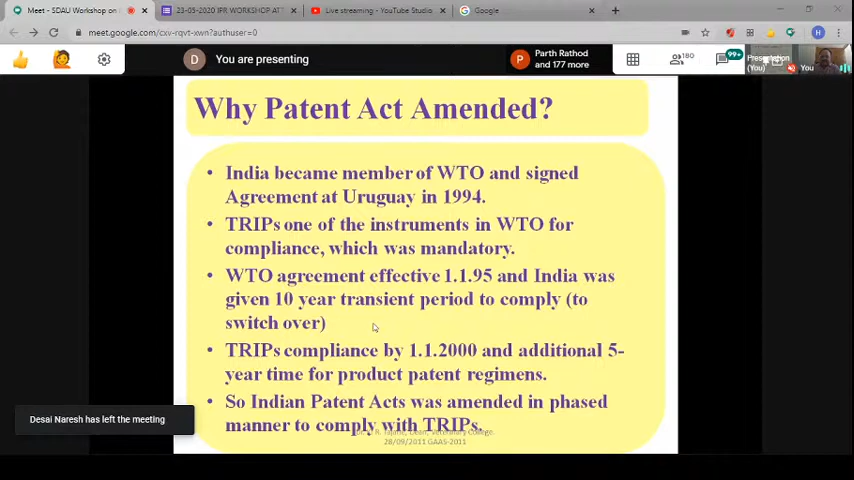 Meet - SDAU Workshop on
23-05-2020 IPR WORKSHOP ATT
Live streaming - YouTube Studio
Google
meet.google.com/cxv-rqvt-xwn?authuser=0
D
You are presenting
P
Parth Rathod
and 177 more
180
99+
Presentation
(You)
You
H
Why Patent Act Amended?
• India became member of WTO and signed
Agreement at Uruguay in 1994.
• TRIPs one of the instruments in WTO for
compliance, which was mandatory.
• WTO agreement effective 1.1.95 and India was
given 10 year transient period to comply (to
switch over)
• TRIPs compliance by 1.1.2000 and additional 5-
year time for product patent regimens.
• So Indian Patent Acts was amended in phased
manner to comply with TRIPs.
Dean, Veterinary College.
28/09/2011 GAAS-2011
Desai Naresh has left the meeting